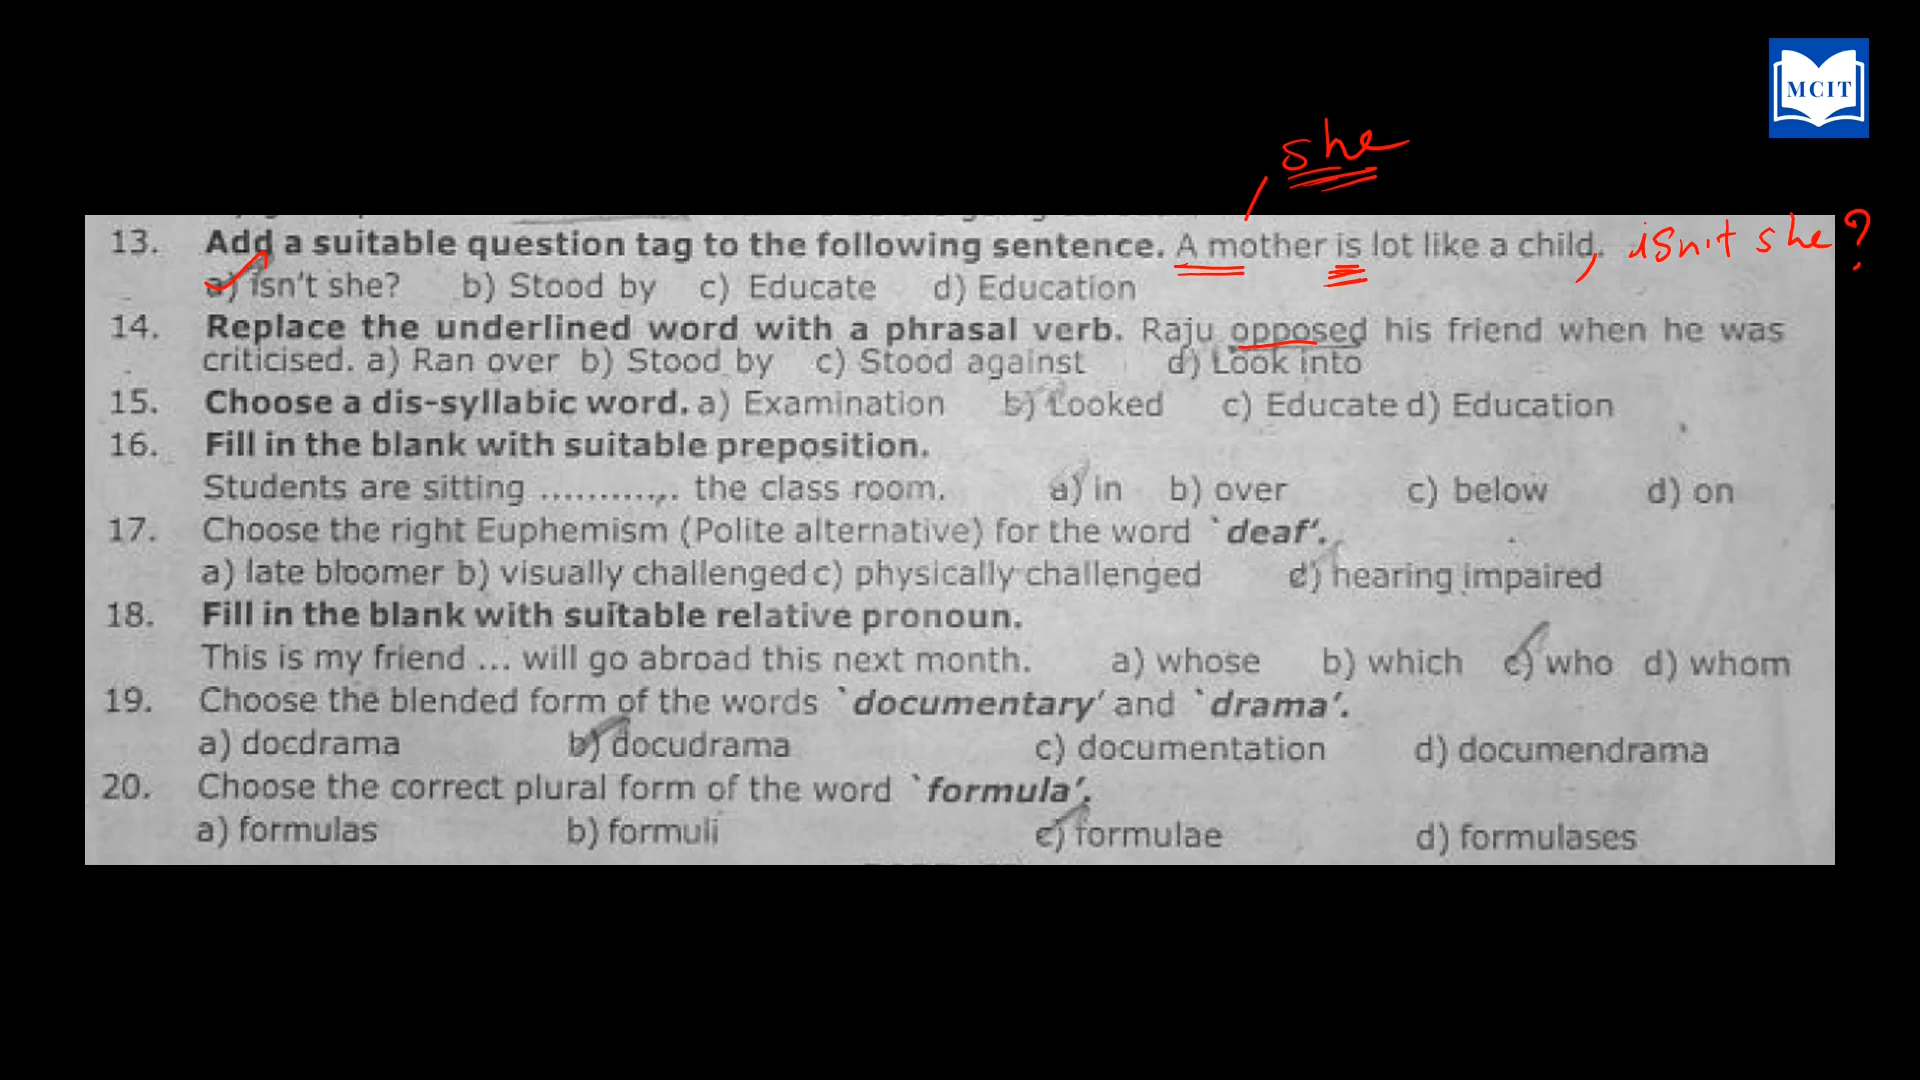 MCIT
she
13. Add a suitable question tag to the following sentence. A mother is lot like a child. , isn't she?
a) isn't she? b) Stood by c) Educate d) Education
14. Replace the underlined word with a phrasal verb. Raju opposed his friend when he was
criticised. a) Ran over b) Stood by c) Stood against d) Look into
15. Choose a dis-syllabic word. a) Examination b) Looked c) Educate d) Education
16. Fill in the blank with suitable preposition.
Students are sitting ............ the class room. a) in b) over c) below d) on
17. Choose the right Euphemism (Polite alternative) for the word `deaf'.
a) late bloomer b) visually challenged c) physically challenged d) hearing impaired
18. Fill in the blank with suitable relative pronoun.
This is my friend ... will go abroad this next month. a) whose b) which c) who d) whom
19. Choose the blended form of the words `documentary' and `drama'.
a) docdrama b) docudrama c) documentation d) documendrama
20. Choose the correct plural form of the word `formula'.
a) formulas b) formuli c) formulae d) formulases